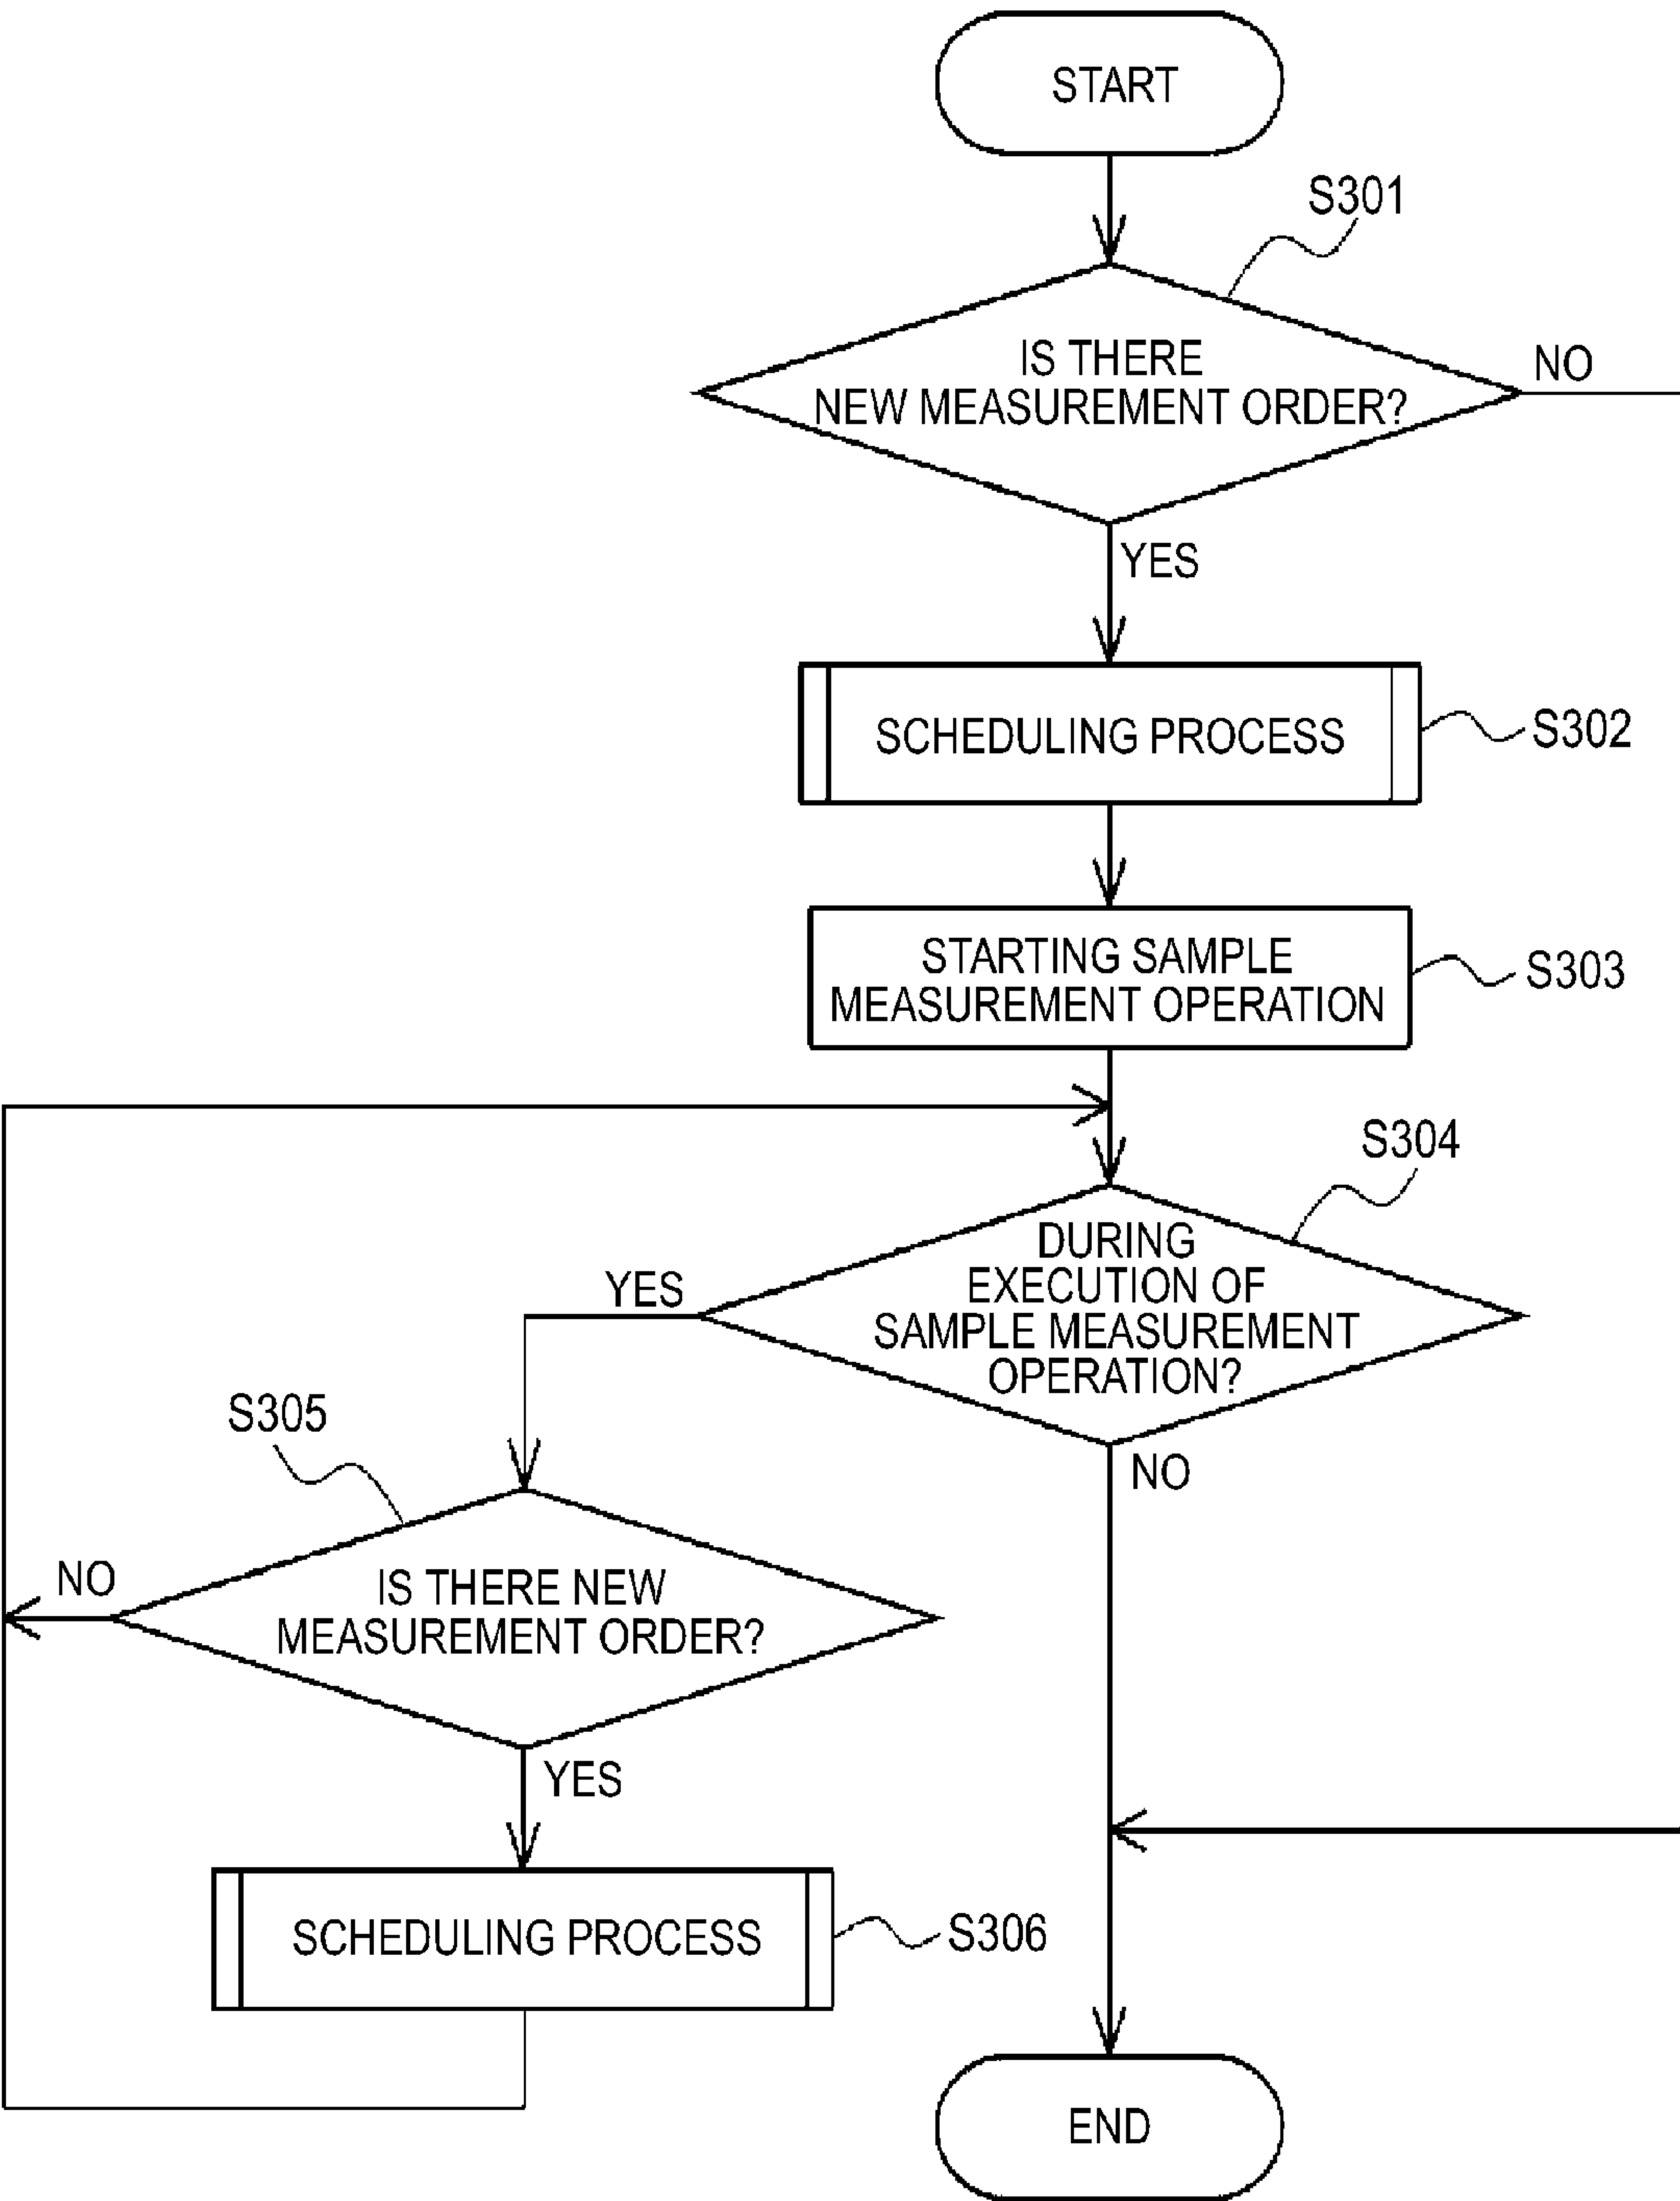 START
S301
IS THERE
NEW MEASUREMENT ORDER?
NO
YES
SCHEDULING PROCESS
S302
STARTING SAMPLE
MEASUREMENT OPERATION
S303
S304
DURING
EXECUTION OF
SAMPLE MEASUREMENT
OPERATION?
YES
NO
S305
IS THERE NEW
MEASUREMENT ORDER?
NO
YES
SCHEDULING PROCESS
S306
END